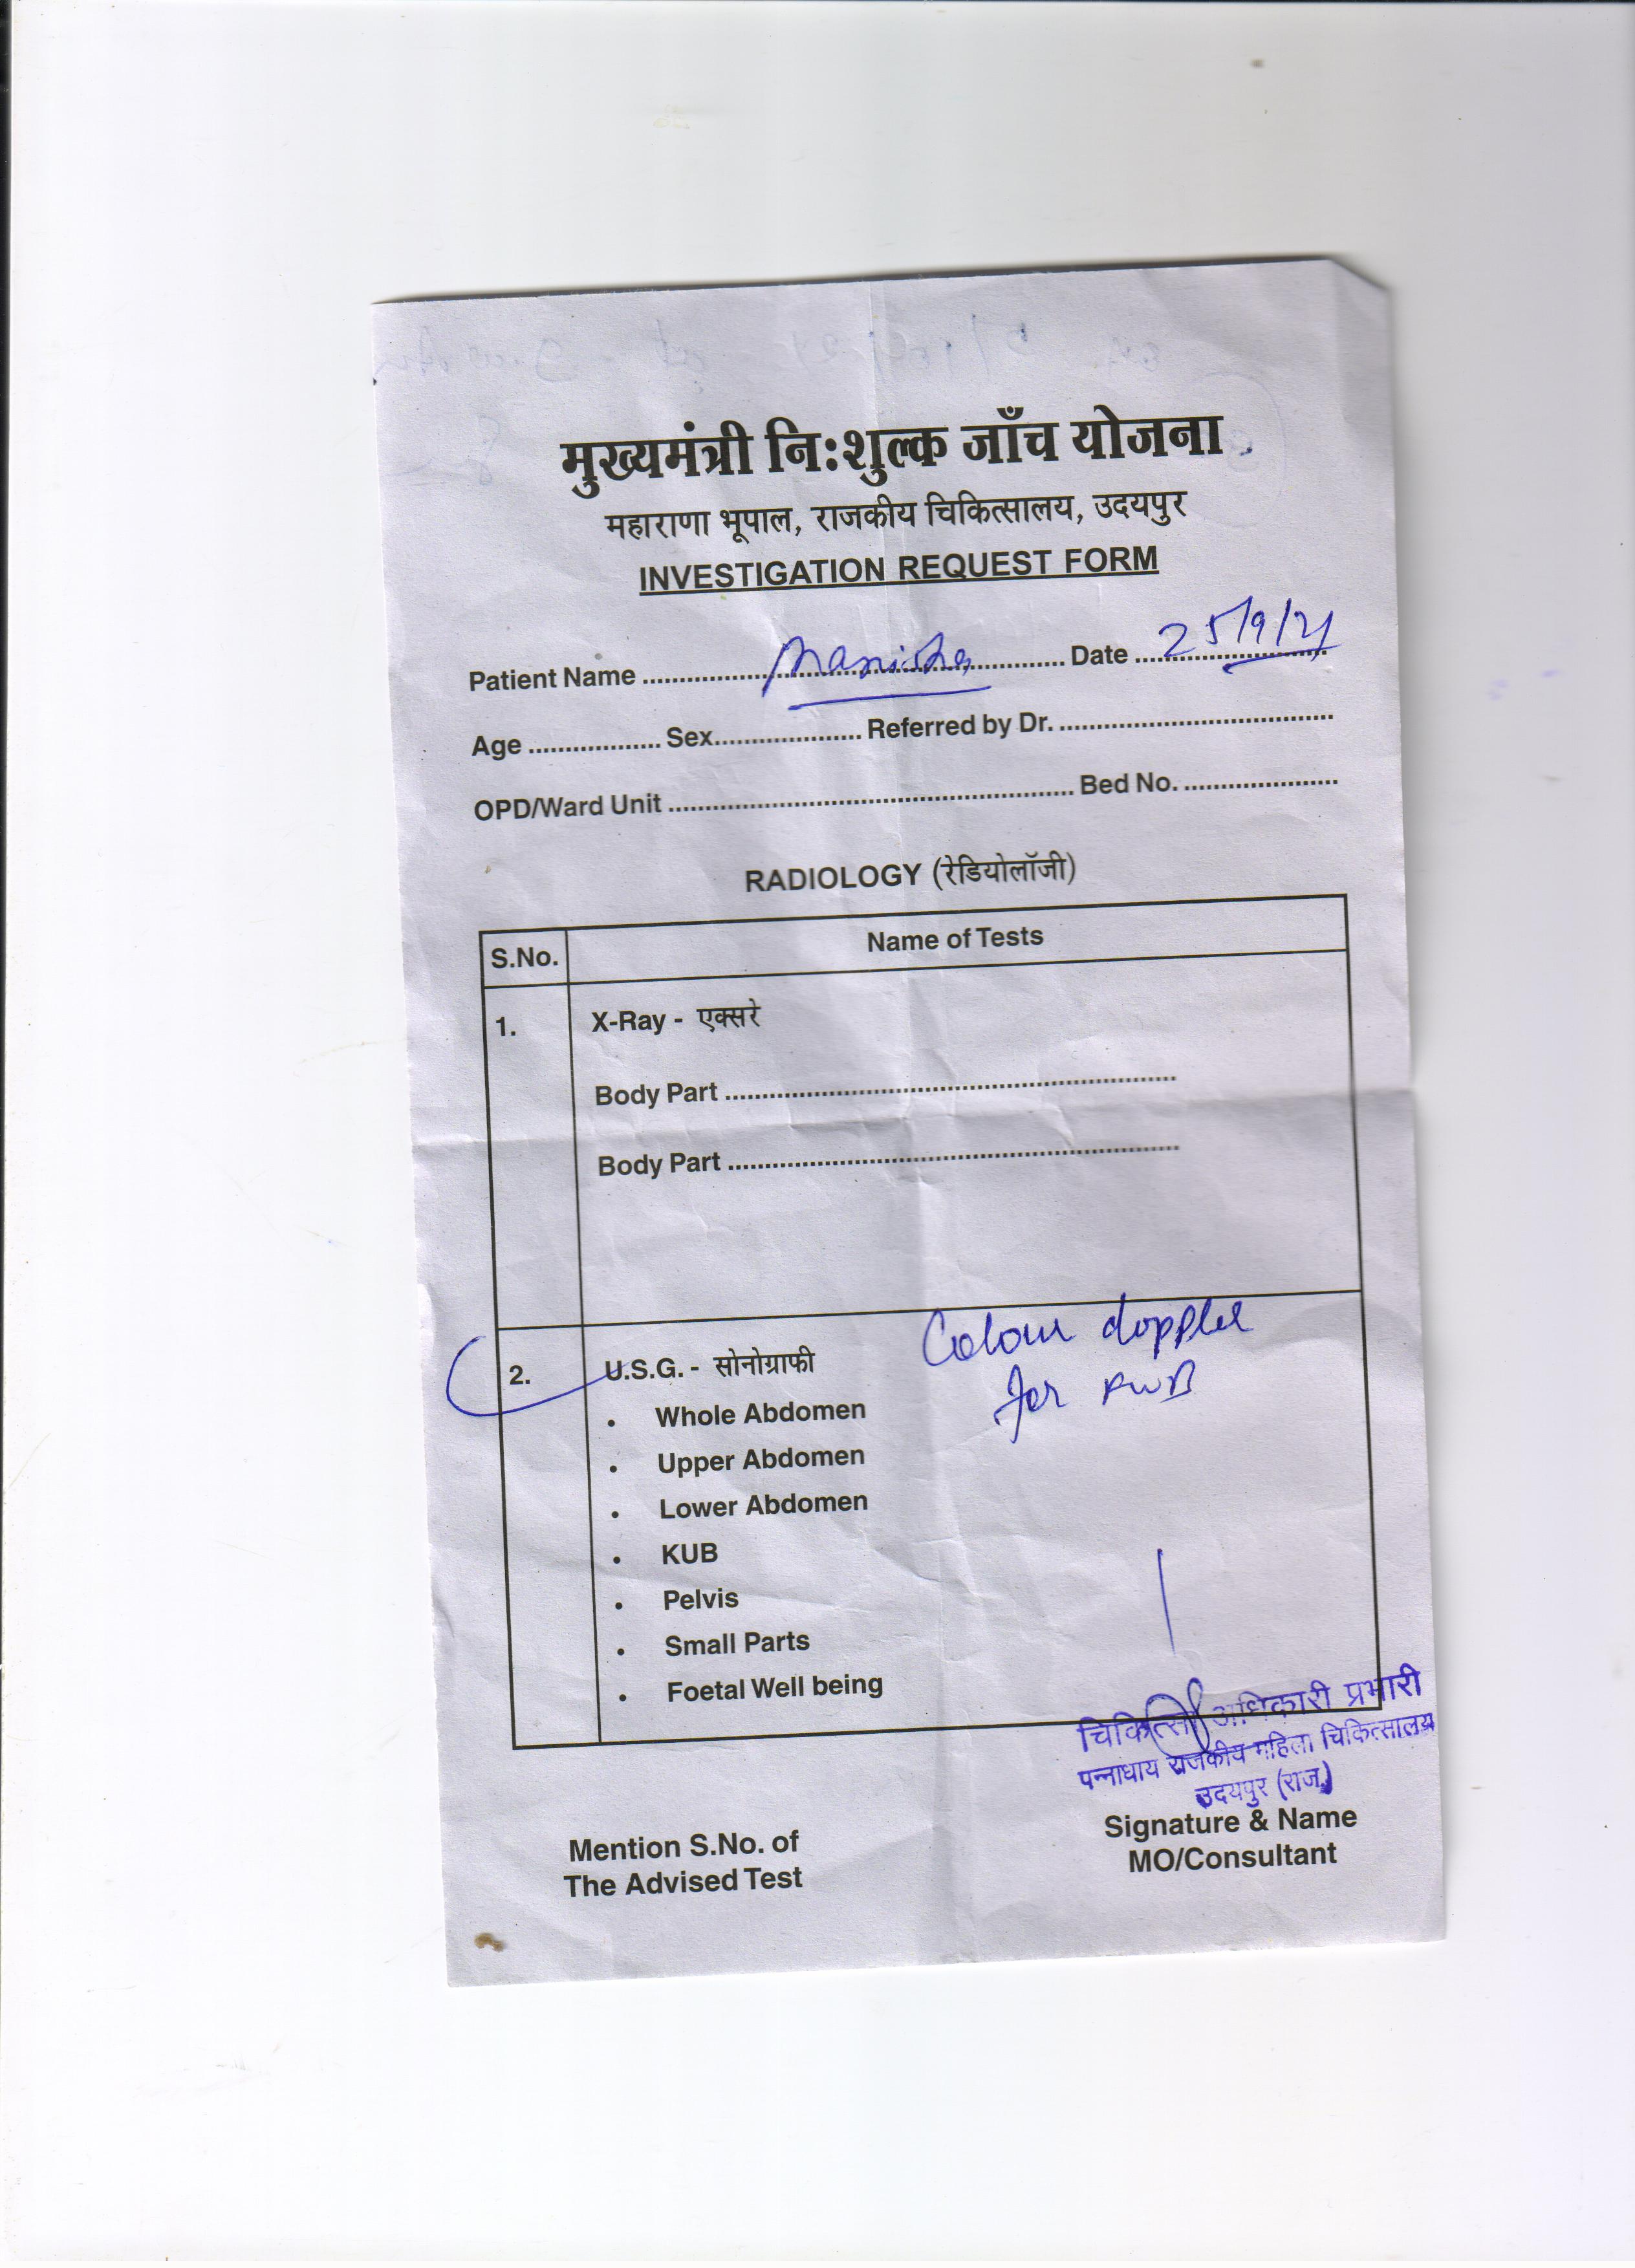 मुख्यमंत्री निःशुल्क जाँच योजना
महाराणा भूपाल, राजकीय चिकित्सालय, उदयपुर
INVESTIGATION REQUEST FORM
Patient Name .................... Manisha .................... Date .................... 25/9/21
Age .................... Sex .................... Referred by Dr. ....................
OPD/Ward Unit .................... Bed No. ....................
RADIOLOGY (रेडियोलॉजी)
S.No. Name of Tests
1. X-Ray - एक्सरे
Body Part ....................
Body Part ....................
2. U.S.G. - सोनोग्राफी Colour doppler
for FWB
• Whole Abdomen
• Upper Abdomen
• Lower Abdomen
• KUB
• Pelvis
• Small Parts
• Foetal Well being
चिकित्सा अधिकारी प्रभारी
पन्नाधाय राजकीय महिला चिकित्सालय
उदयपुर (राज.)
Signature & Name
MO/Consultant
Mention S.No. of
The Advised Test